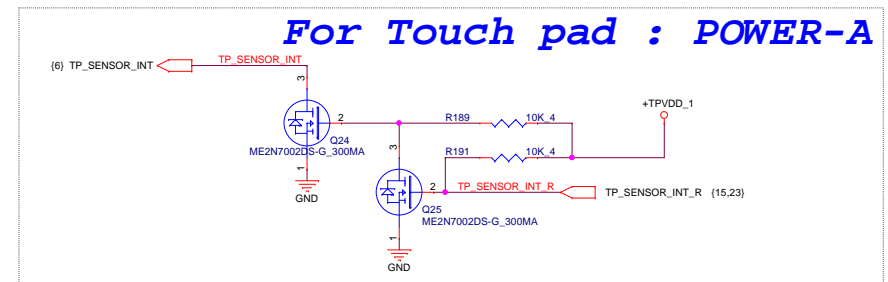 For Touch pad : POWER-A
{6} TP_SENSOR_INT TP_SENSOR_INT
3
2 R189 10K_4 +TPVDD_1
Q24
ME2N7002DS-G_300MA
1
3
R191 10K_4
GND
2 TP_SENSOR_INT_R TP_SENSOR_INT_R {15,23}
Q25
ME2N7002DS-G_300MA
1
GND